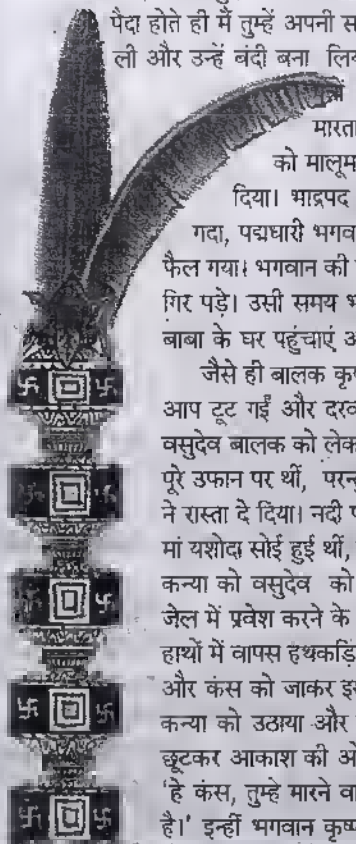 पैदा होते ही में तुम्हें अपनी स
ली और उन्हें बंदी बना लिय
मारता
को मालूम
दिया। भाद्रपद
गदा, पद्मधारी भगवा
फैल गया। भगवान की
गिर पड़े। उसी समय भ
बाबा के घर पहुंचाएं अ
जैसे ही बालक कृष्
आप टूट गईं और दरव
वसुदेव बालक को लेक
पूरे उफान पर थीं, परन्
ने रास्ता दे दिया। नदी प
मां यशोदा सोई हुई थीं,
कन्या को वसुदेव को
जेल में प्रवेश करने के
हाथों में वापस हथकड़ि
और कंस को जाकर इ
कन्या को उठाया और
छूटकर आकाश की ओ
'हे कंस, तुम्हे मारने वा
है।' इन्हीं भगवान कृष्ण